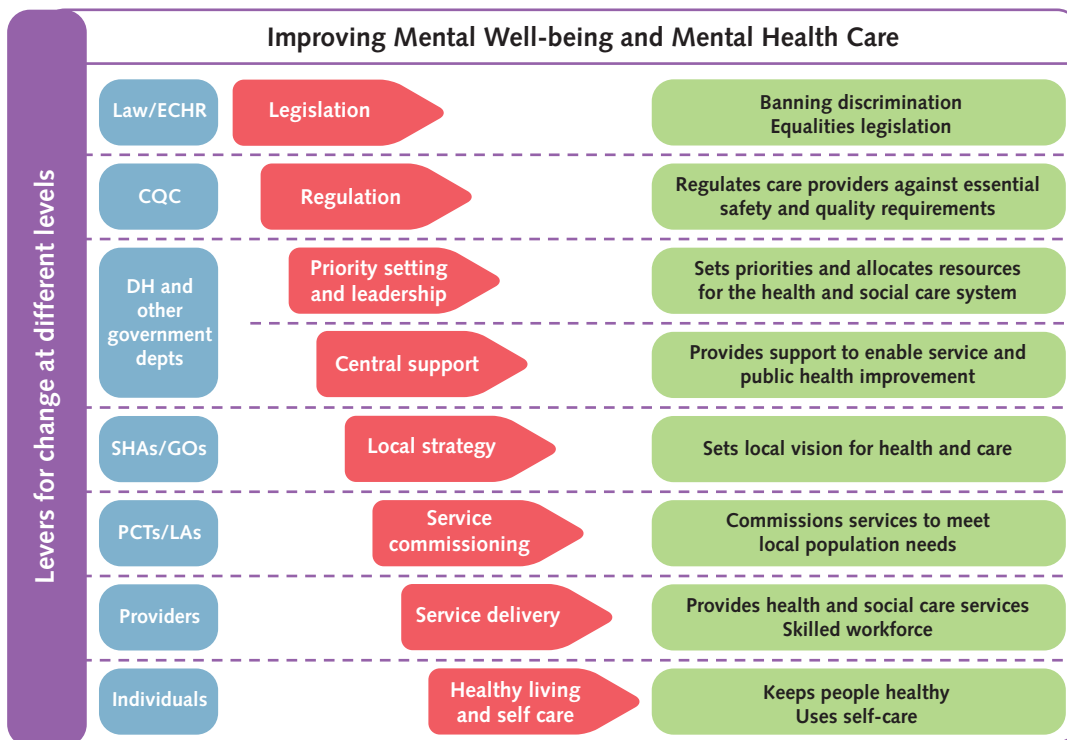 Improving Mental Well-being and Mental Health Care
Levers for change at different levels
Law/ECHR
Legislation
Banning discrimination
Equalities legislation
CQC
Regulation
Regulates care providers against essential
safety and quality requirements
DH and
other
government
depts
Priority setting
and leadership
Sets priorities and allocates resources
for the health and social care system
Central support
Provides support to enable service and
public health improvement
SHAs/GOs
Local strategy
Sets local vision for health and care
PCTs/LAs
Service
commissioning
Commissions services to meet
local population needs
Providers
Service delivery
Provides health and social care services
Skilled workforce
Individuals
Healthy living
and self care
Keeps people healthy
Uses self-care